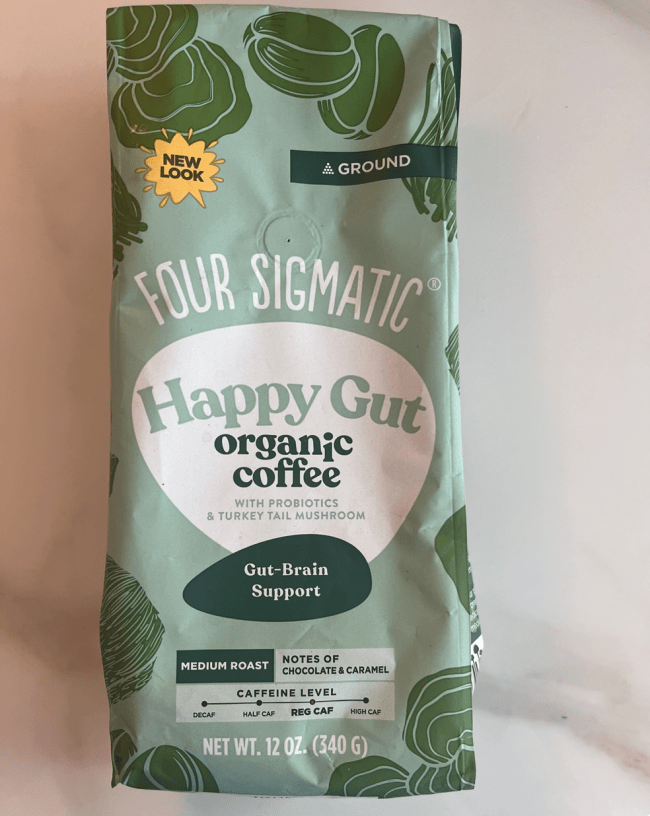 NEW
LOOK
GROUND
FOUR SIGMATIC®
Happy Gut
organic
coffee
WITH PROBIOTICS
& TURKEY TAIL MUSHROOM
Gut-Brain
Support
MEDIUM ROAST
NOTES OF
CHOCOLATE & CARAMEL
CAFFEINE LEVEL
DECAF HALF CAF REG CAF HIGH CAF
NET WT. 12 OZ. (340 G)